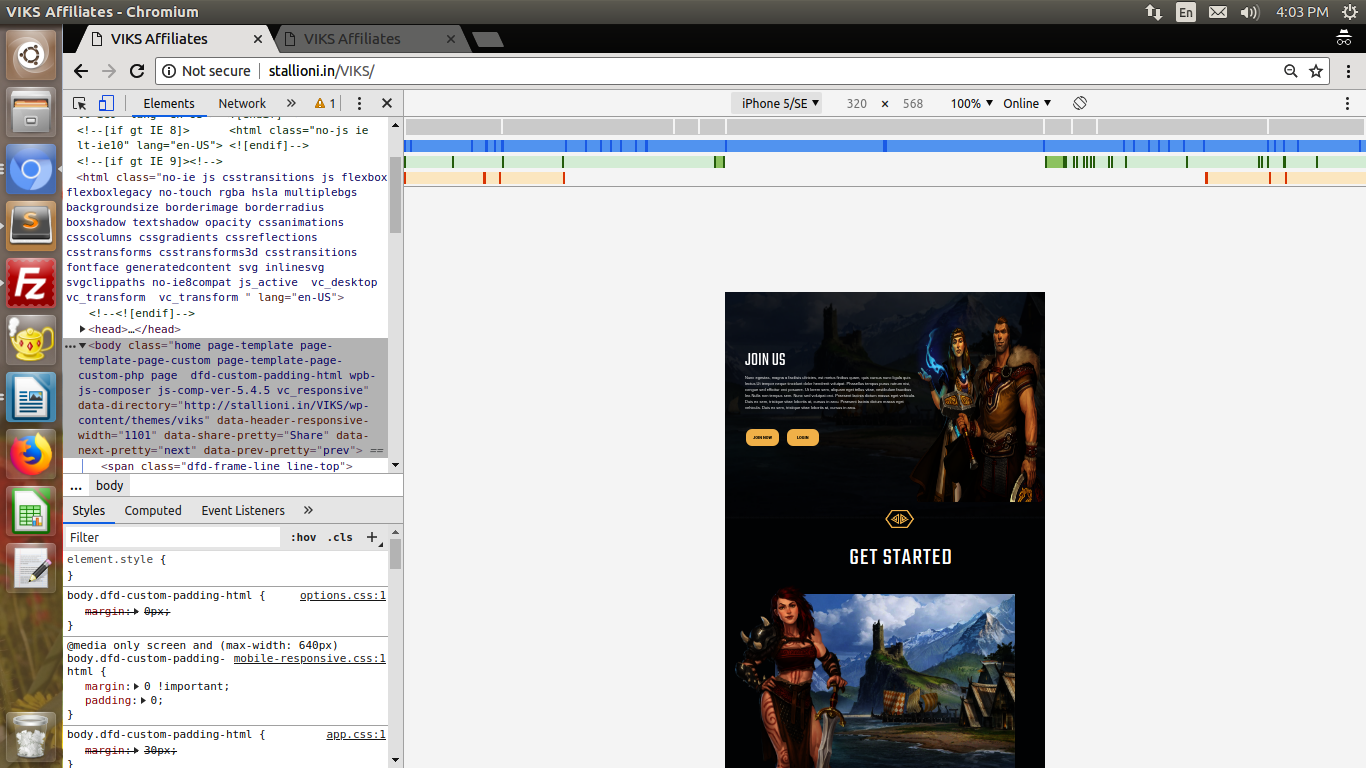 VIKS Affiliates - Chromium
En
4:03 PM
VIKS Affiliates
VIKS Affiliates
Not secure
stallioni.in/VIKS/
Elements
Network
»
1
iPhone 5/SE
320
×
568
100%
Online
<!--[if gt IE 8]> <html class="no-js ie
lt-ie10" lang="en-US"> <![endif]-->
<!--[if gt IE 9]><!-->
<html class="no-ie js csstransitions js flexbox
flexboxlegacy no-touch rgba hsla multiplebgs
backgroundsize borderimage borderradius
boxshadow textshadow opacity cssanimations
csscolumns cssgradients cssreflections
csstransforms csstransforms3d csstransitions
fontface generatedcontent svg inlinesvg
svgclippaths no-ie8compat js_active  vc_desktop
vc_transform  vc_transform " lang="en-US">
<!--<![endif]-->
<head>…</head>
<body class="home page-template page-
template-page-custom page-template-page-
custom-php page  dfd-custom-padding-html wpb-
js-composer js-comp-ver-5.4.5 vc_responsive"
data-directory="http://stallioni.in/VIKS/wp-
content/themes/viks" data-header-responsive-
width="1101" data-share-pretty="Share" data-
next-pretty="next" data-prev-pretty="prev"> ==
<span class="dfd-frame-line line-top">
...
body
Styles
Computed
Event Listeners
»
Filter
:hov
.cls
+
element.style {
}
body.dfd-custom-padding-html {
options.css:1
margin: 0px;
}
@media only screen and (max-width: 640px)
body.dfd-custom-padding-
mobile-responsive.css:1
html {
margin: 0 !important;
padding: 0;
}
body.dfd-custom-padding-html {
app.css:1
margin: 30px;
}
JOIN US
JOIN NOW
LOGIN
GET STARTED